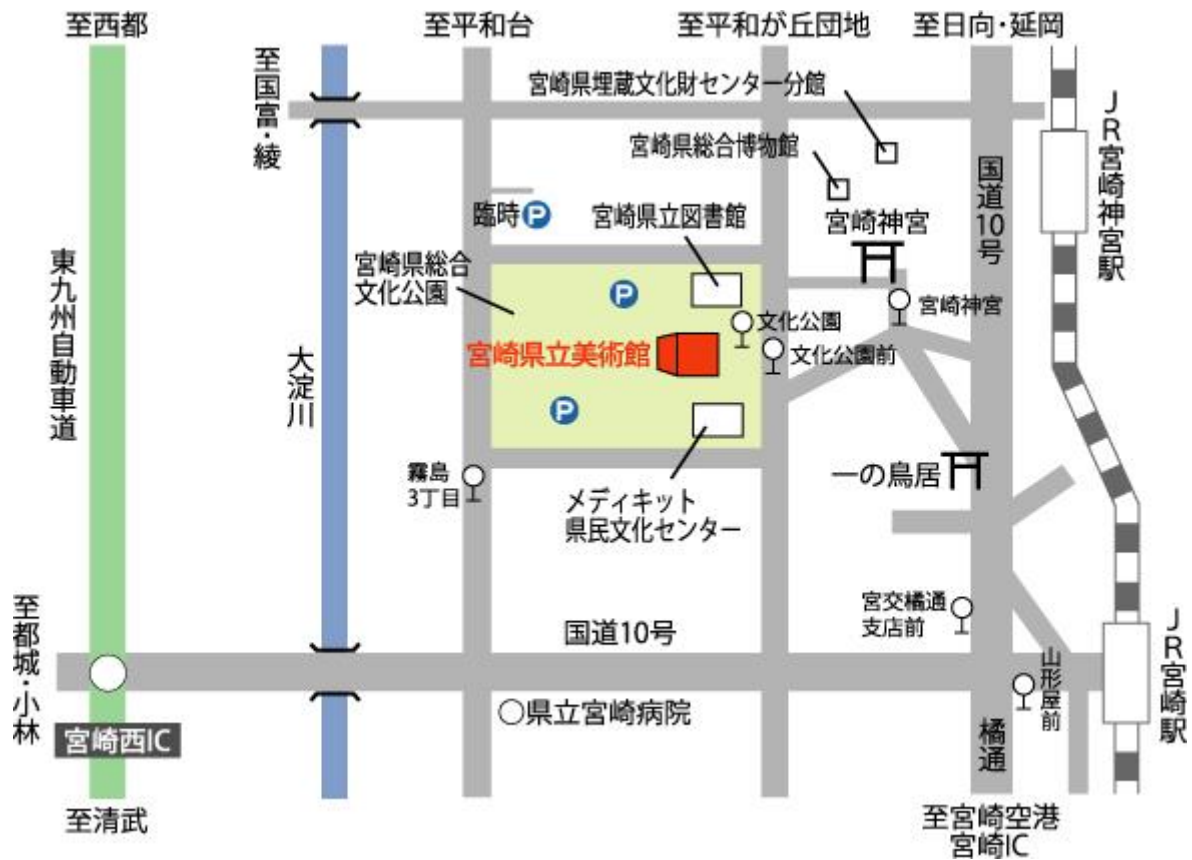 至西都
至平和台
至平和が丘団地
至日向・延岡
至国富・綾
宮崎県埋蔵文化財センター分館
JR宮崎神宮駅
宮崎県総合博物館
国道10号
臨時P
宮崎県立図書館
宮崎神宮
東九州自動車道
宮崎県総合
文化公園
P
宮崎神宮
大淀川
文化公園
宮崎県立美術館
文化公園前
P
霧島
3丁目
一の鳥居
メディキット
県民文化センター
至都城・小林
宮交橘通
支店前
国道10号
山形屋前
JR宮崎駅
県立宮崎病院
宮崎西IC
橘通
至清武
至宮崎空港
宮崎IC